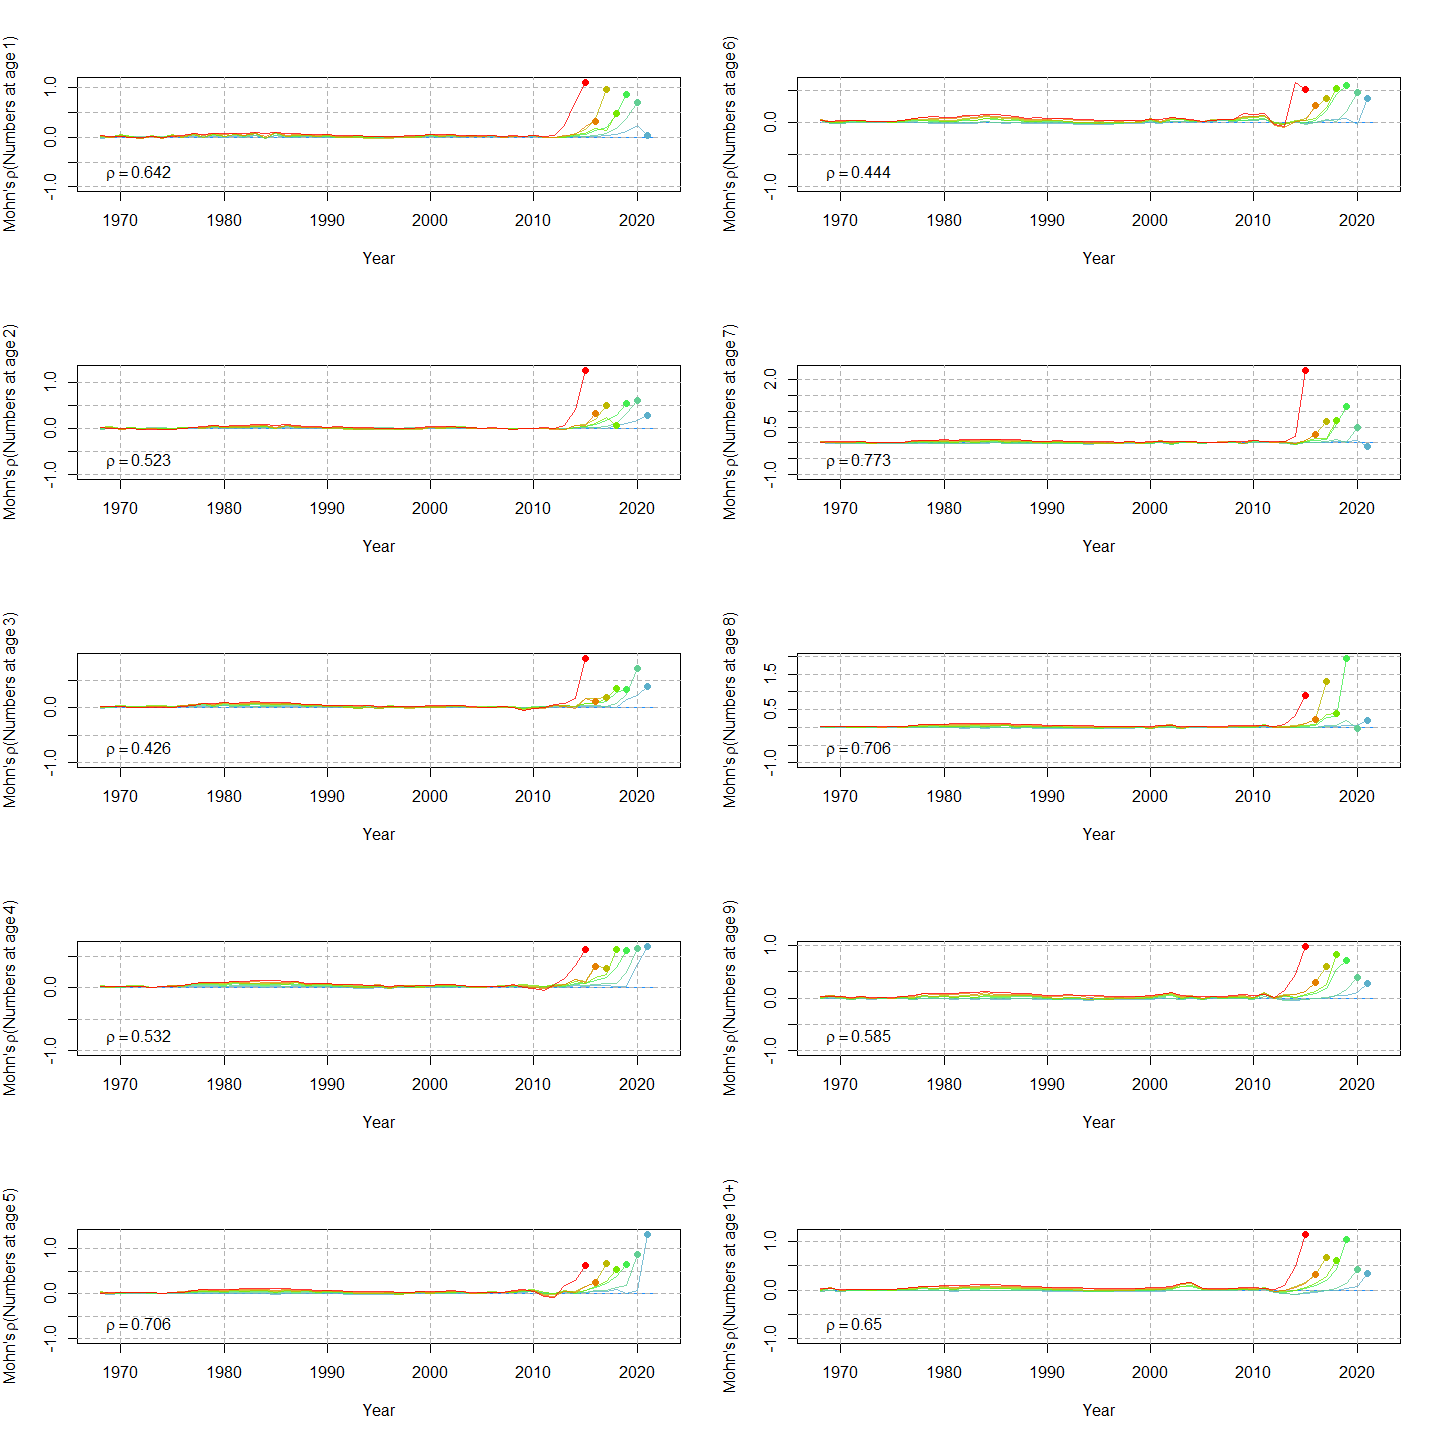 Mohn's ρ(Numbers at age 1)
1.0
0.0
-1.0
ρ = 0.642
1970 1980 1990 2000 2010 2020
Year
Mohn's ρ(Numbers at age 2)
1.0
0.0
-1.0
ρ = 0.523
1970 1980 1990 2000 2010 2020
Year
Mohn's ρ(Numbers at age 3)
0.0
-1.0
ρ = 0.426
1970 1980 1990 2000 2010 2020
Year
Mohn's ρ(Numbers at age 4)
0.0
-1.0
ρ = 0.532
1970 1980 1990 2000 2010 2020
Year
Mohn's ρ(Numbers at age 5)
1.0
0.0
-1.0
ρ = 0.706
1970 1980 1990 2000 2010 2020
Year
Mohn's ρ(Numbers at age 6)
0.0
-1.0
ρ = 0.444
1970 1980 1990 2000 2010 2020
Year
Mohn's ρ(Numbers at age 7)
2.0
0.5
-1.0
ρ = 0.773
1970 1980 1990 2000 2010 2020
Year
Mohn's ρ(Numbers at age 8)
1.5
0.5
-1.0
ρ = 0.706
1970 1980 1990 2000 2010 2020
Year
Mohn's ρ(Numbers at age 9)
1.0
0.0
-1.0
ρ = 0.585
1970 1980 1990 2000 2010 2020
Year
Mohn's ρ(Numbers at age 10+)
1.0
0.0
-1.0
ρ = 0.65
1970 1980 1990 2000 2010 2020
Year